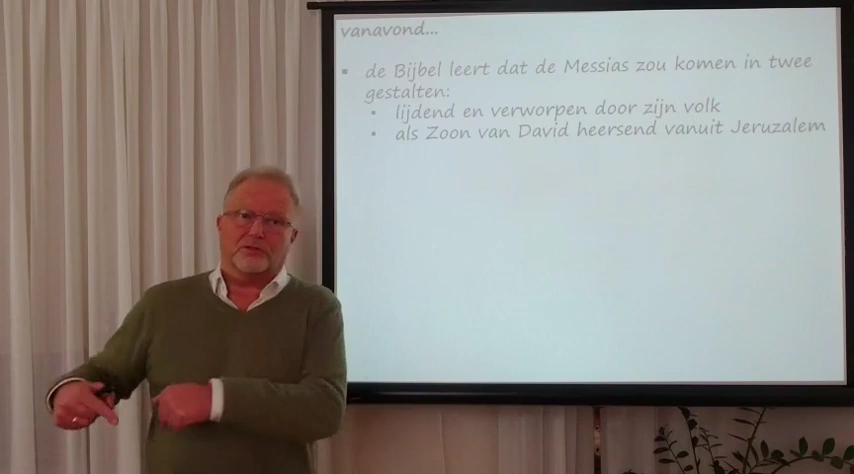 vanavond...
▪ de Bijbel leert dat de Messias zou komen in twee
gestalten:
• lijdend en verworpen door zijn volk
• als Zoon van David heersend vanuit Jeruzalem